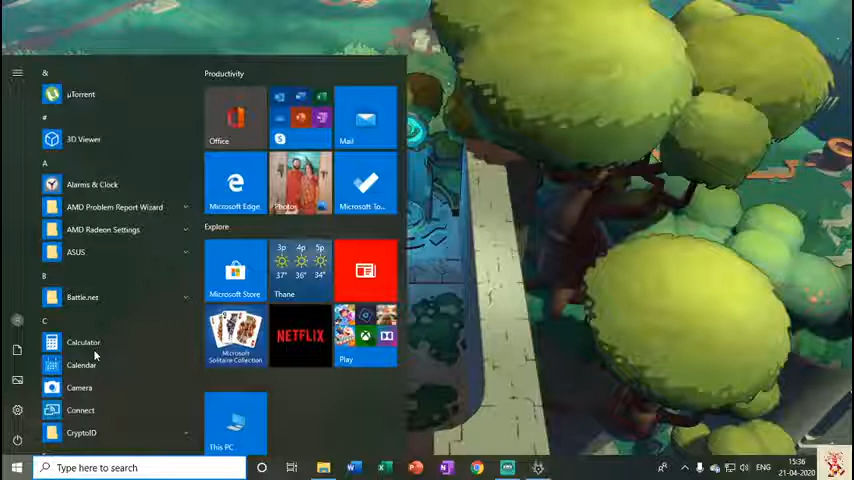 &
µTorrent
#
3D Viewer
A
Alarms & Clock
AMD Problem Report Wizard
AMD Radeon Settings
ASUS
B
Battle.net
C
Calculator
Calendar
Camera
Connect
CryptoID
Productivity
Office
Mail
Microsoft Edge
Photos
Microsoft To...
Explore
Microsoft Store
3p 4p 5p
37° 36° 34°
Thane
Microsoft
Solitaire Collection
NETFLIX
Play
This PC
Type here to search
ENG
15:36
21-04-2020